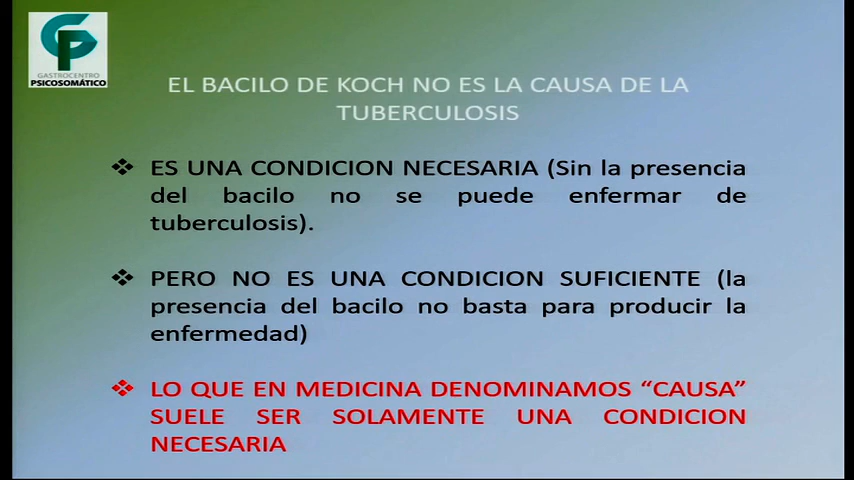 GP
GASTROCENTRO
PSICOSOMÁTICO
EL BACILO DE KOCH NO ES LA CAUSA DE LA
TUBERCULOSIS
❖ ES UNA CONDICION NECESARIA (Sin la presencia
del bacilo no se puede enfermar de
tuberculosis).
❖ PERO NO ES UNA CONDICION SUFICIENTE (la
presencia del bacilo no basta para producir la
enfermedad)
❖ LO QUE EN MEDICINA DENOMINAMOS “CAUSA”
SUELE SER SOLAMENTE UNA CONDICION
NECESARIA